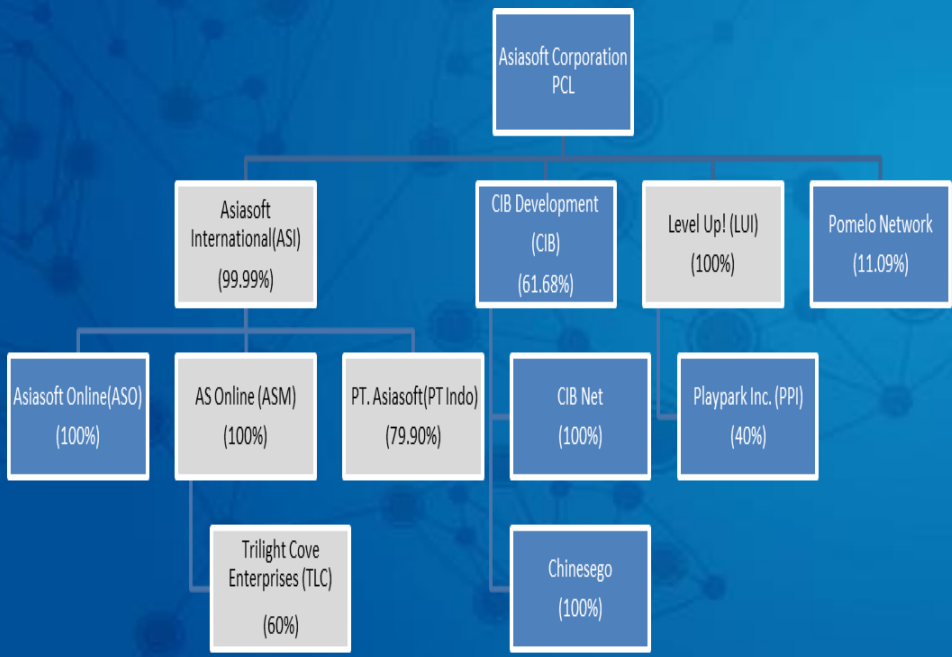 Asiasoft Corporation
PCL
Asiasoft
International(ASI)
(99.99%)
CIB Development
(CIB)
(61.68%)
Level Up! (LUI)
(100%)
Pomelo Network
(11.09%)
Asiasoft Online(ASO)
(100%)
AS Online (ASM)
(100%)
PT. Asiasoft(PT Indo)
(79.90%)
CIB Net
(100%)
Playpark Inc. (PPI)
(40%)
Trilight Cove
Enterprises (TLC)
(60%)
Chinesego
(100%)